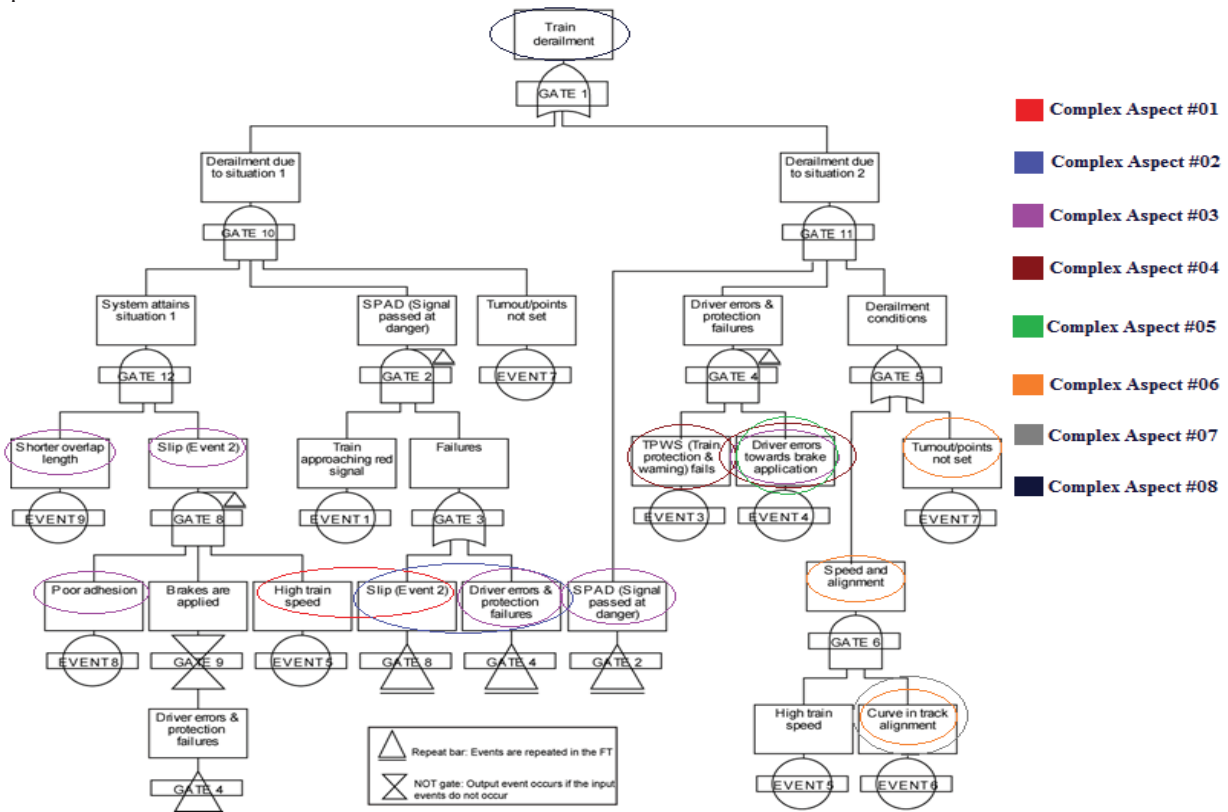 Train
derailment
GATE 1
Derailment due
to situation 1
GATE 10
Derailment due
to situation 2
GATE 11
System attains
situation 1
GATE 12
SPAD (Signal
passed at
danger)
GATE 2
Turnout/points
not set
EVENT7
Driver errors &
protection
failures
GATE 4
Derailment
conditions
GATE 5
Shorter overlap
length
EVENT9
Slip (Event 2)
GATE 8
Train
approaching red
signal
EVENT1
Failures
GATE 3
TPWS (Train
protection &
warning) fails
EVENT3
Driver errors
towards brake
application
EVENT4
Turnout/points
not set
EVENT7
Poor adhesion
EVENT8
Brakes are
applied
GATE 9
High train
speed
EVENT5
Slip (Event 2)
GATE 8
Driver errors &
protection
failures
GATE 4
SPAD (Signal
passed at
danger)
GATE 2
Speed and
alignment
GATE 6
Driver errors &
protection
failures
GATE 4
High train
speed
EVENT5
Curve in track
alignment
EVENT6
Repeat bar: Events are repeated in the FT
NOT gate: Output event occurs if the input
events do not occur
Complex Aspect #01
Complex Aspect #02
Complex Aspect #03
Complex Aspect #04
Complex Aspect #05
Complex Aspect #06
Complex Aspect #07
Complex Aspect #08